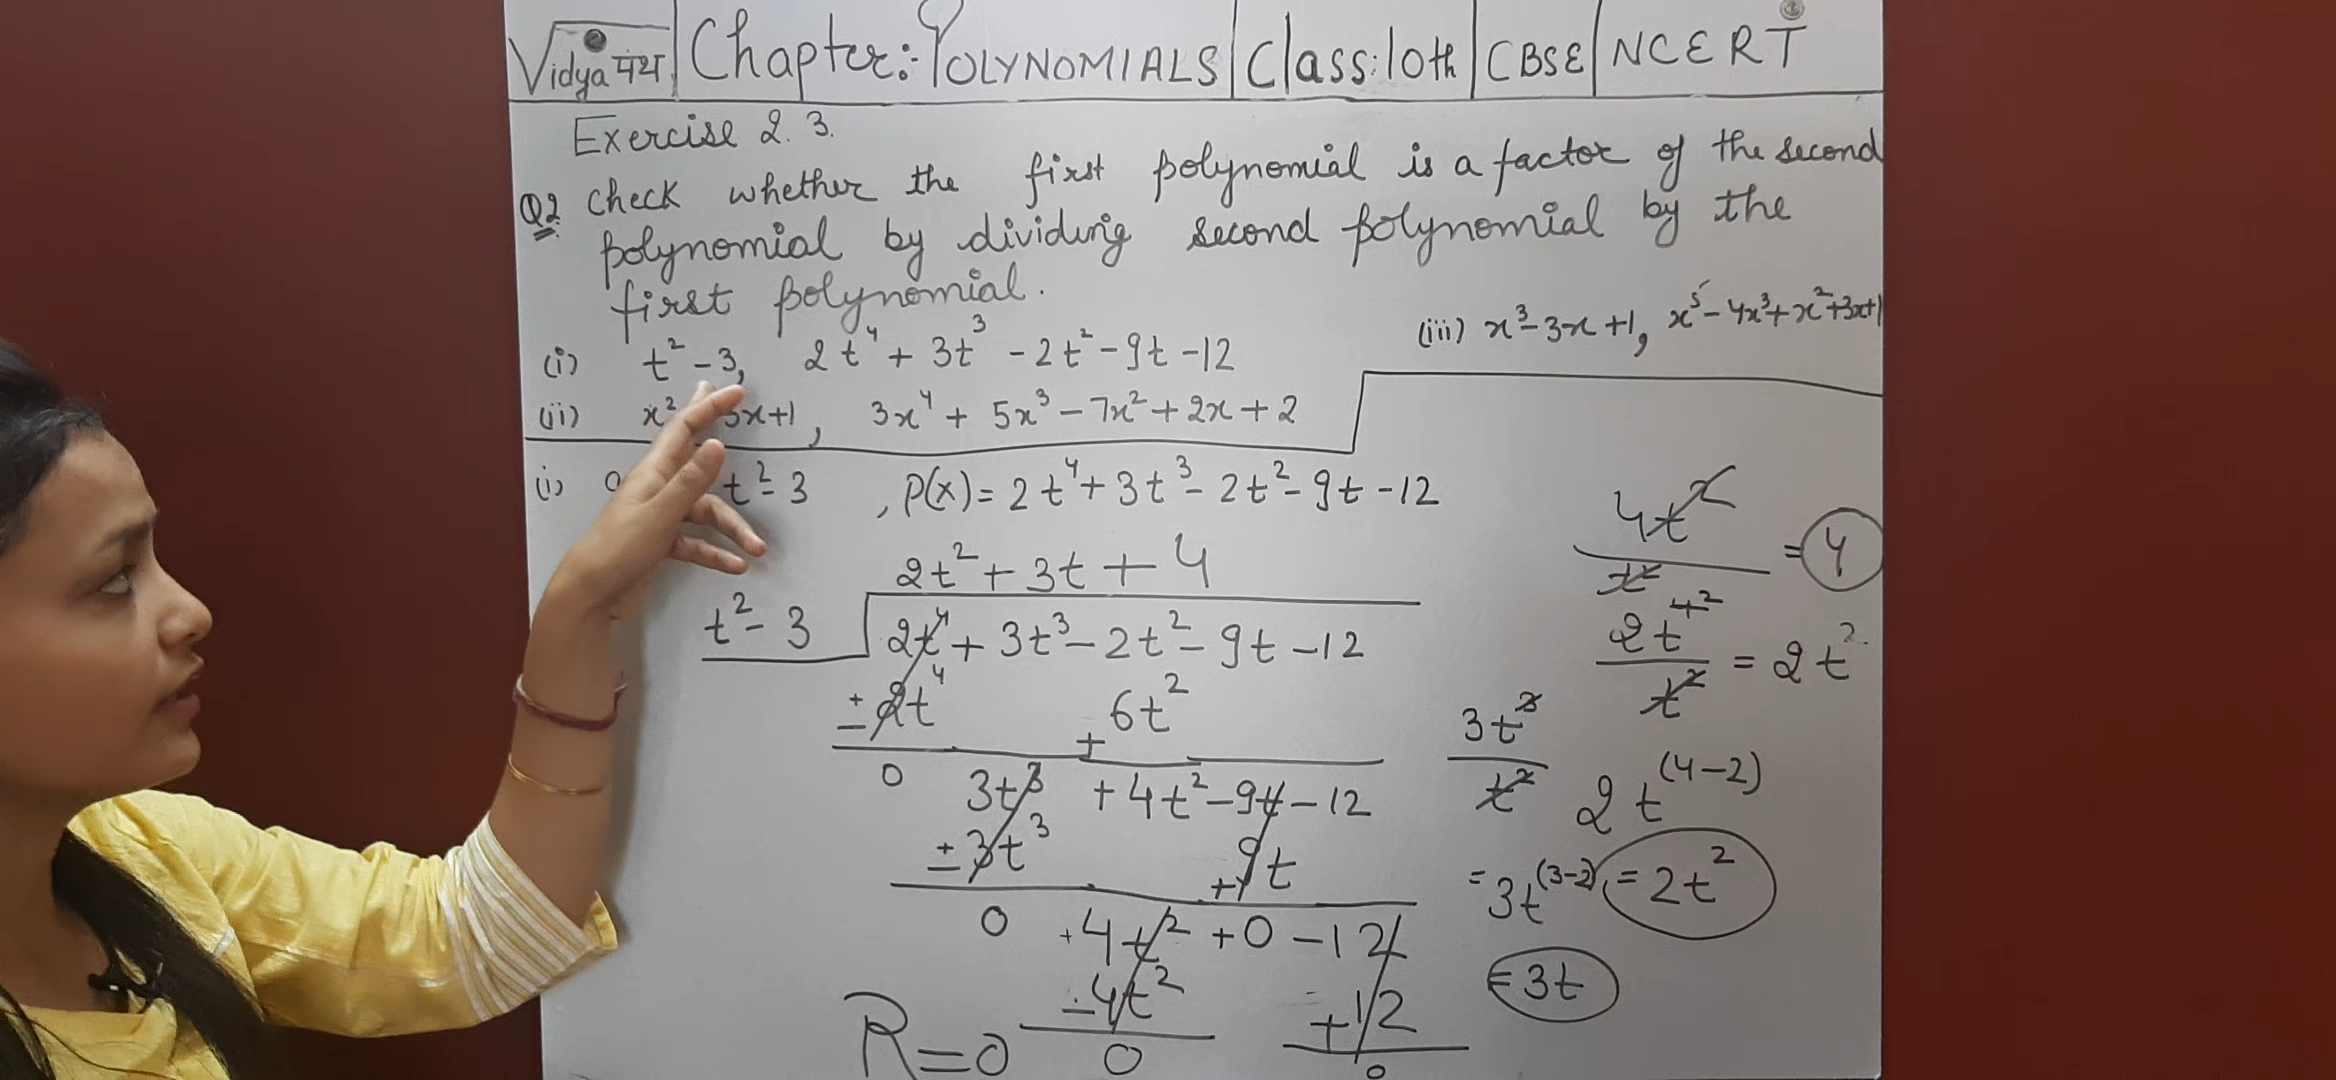 Vidya पंथ | Chapter:- POLYNOMIALS | Class: 10th | CBSE | NCERT
Exercise 2.3.
Q2 Check whether the first polynomial is a factor of the second
polynomial by dividing second polynomial by the
first polynomial.
(i) t² - 3, 2t⁴ + 3t³ - 2t² - 9t - 12
(ii) x² 3x+1, 3x⁴ + 5x³ - 7x² + 2x + 2
(iii) x³ - 3x + 1, x⁵ - 4x³ + x² + 3x + 1
(i) t² - 3 , P(x) = 2t⁴ + 3t³ - 2t² - 9t - 12
2t² + 3t + 4
t² - 3 2t⁴ + 3t³ - 2t² - 9t - 12
± 2t⁴ + 6t²
0 3t³ + 4t² - 9t - 12
± 3t³ + 9t
0 + 4t² + 0 - 12
- 4t² + 12
R = 0 0 0
4t²/t² = 4
2t⁴ ²/t² = 2t²
3t³/t² 2t^(4-2)
= 3t^(3-2) = 2t²
= 3t